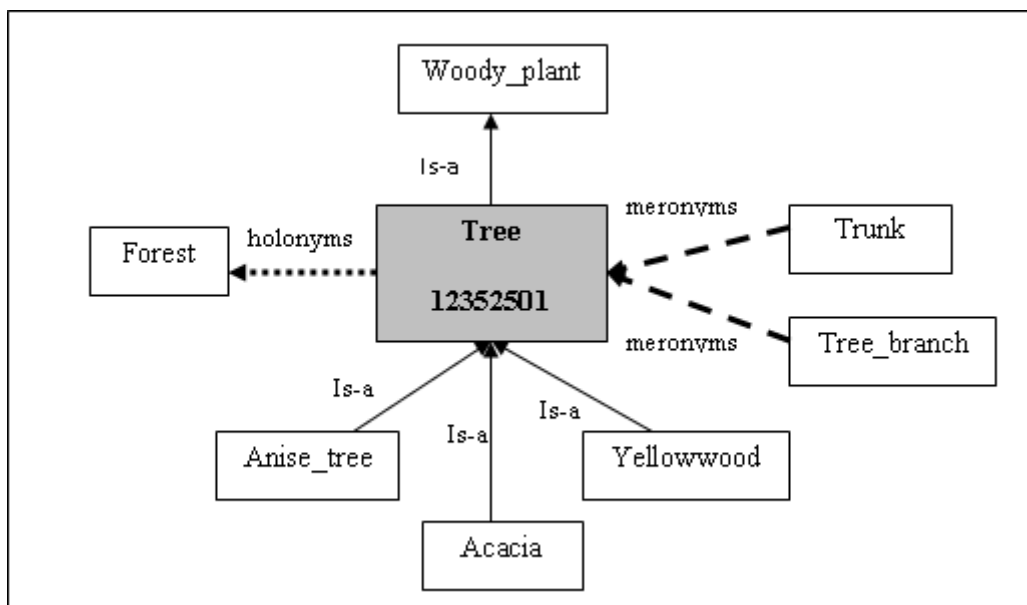 Woody_plant
Is-a
meronyms
Tree
Trunk
holonyms
Forest
12352501
Tree_branch
meronyms
Is-a
Is-a
Is-a
Anise_tree
Yellowwood
Acacia